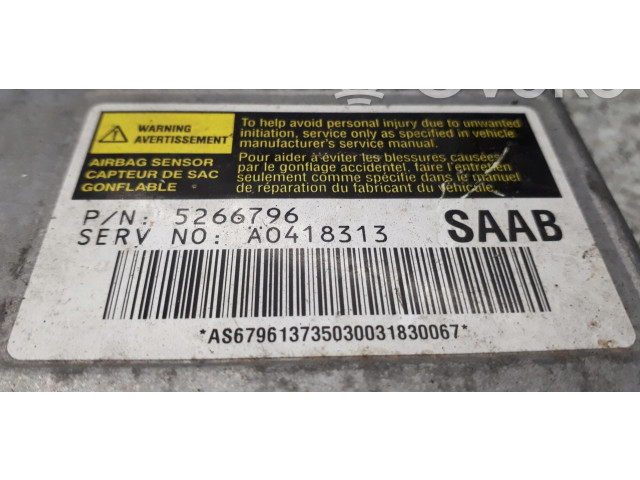 WARNING
AVERTISSEMENT
AIRBAG SENSOR
CAPTEUR DE SAC
GONFLABLE
To help avoid personal injury due to unwanted
initiation, service only as specified in vehicle
manufacturer's service manual.
Pour aider à éviter les blessures causées
par le gonflage accidentel, faire l'entretien
seulement comme spécifié dans le manuel
de réparation du fabricant du véhicule.
P/N: 5266796
SERV NO: A0418313
SAAB
*AS679613735030031830067*